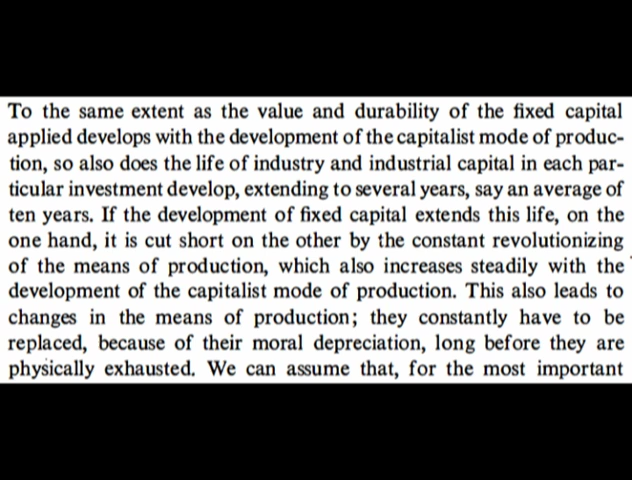 To the same extent as the value and durability of the fixed capital
applied develops with the development of the capitalist mode of produc-
tion, so also does the life of industry and industrial capital in each par-
ticular investment develop, extending to several years, say an average of
ten years. If the development of fixed capital extends this life, on the
one hand, it is cut short on the other by the constant revolutionizing
of the means of production, which also increases steadily with the
development of the capitalist mode of production. This also leads to
changes in the means of production; they constantly have to be
replaced, because of their moral depreciation, long before they are
physically exhausted. We can assume that, for the most important